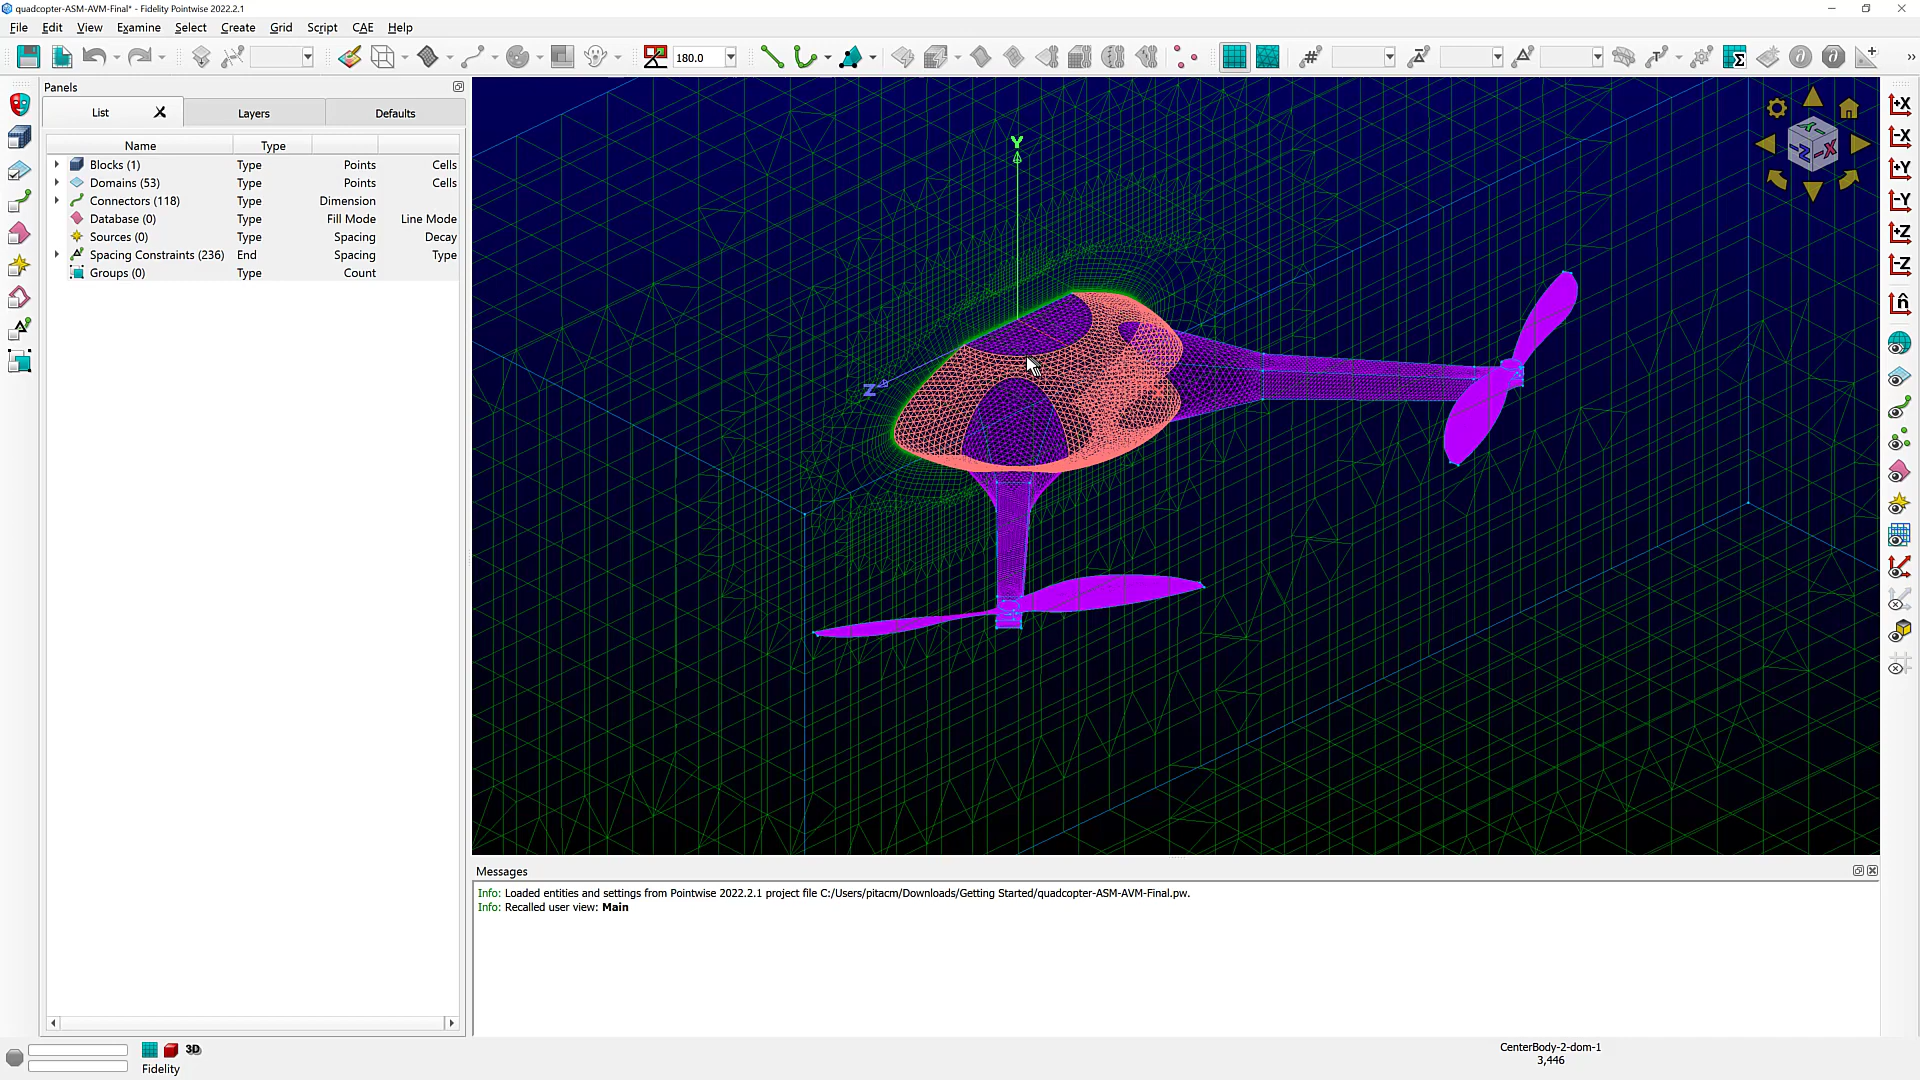 quadcopter-ASM-AVM-Final* - Fidelity Pointwise 2022.2.1
File Edit View Examine Select Create Grid Script CAE Help
180.0
Panels
List Layers Defaults
Name Type
Blocks (1) Type Points Cells
Domains (53) Type Points Cells
Connectors (118) Type Dimension
Database (0) Type Fill Mode Line Mode
Sources (0) Type Spacing Decay
Spacing Constraints (236) End Spacing Type
Groups (0) Type Count
Y
Z
Y-
-Z -X
+X
-X
+Y
-Y
+Z
-Z
n̂
Messages
Info: Loaded entities and settings from Pointwise 2022.2.1 project file C:/Users/pitacm/Downloads/Getting Started/quadcopter-ASM-AVM-Final.pw.
Info: Recalled user view: Main
3D
Fidelity
CenterBody-2-dom-1
3,446